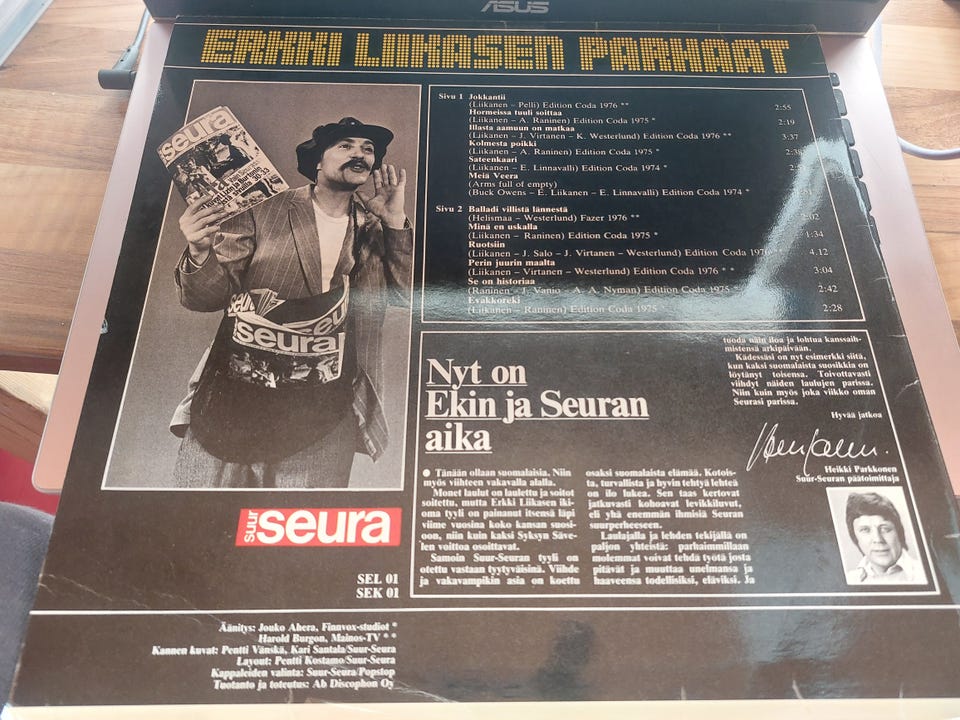 ASUS
ERKKI LIIKASEN PARHAAT
Sivu 1 Jokkantii
(Liikanen – Pelli) Edition Coda 1976 ** 2:55
Hormeissa tuuli soittaa
(Liikanen – A. Raninen) Edition Coda 1975 * 2:19
Illasta aamuun on matkaa
(Liikanen – J. Virtanen – K. Westerlund) Edition Coda 1976 ** 3:37
Kolmesta poikki
(Liikanen – A. Raninen) Edition Coda 1975 *
Sateenkaari
(Liikanen – E. Linnavalli) Edition Coda 1974 *
Meiä Veera
(Arms full of empty)
(Buck Owens – E. Liikanen – E. Linnavalli) Edition Coda 1974 *
Sivu 2 Balladi villistä lännestä
(Helismaa – Westerlund) Fazer 1976 ** :02
Minä en uskalla
(Liikanen – Raninen) Edition Coda 1975 * 1:34
Ruotsiin
(Liikanen – J. Salo – J. Virtanen – Westerlund) Edition Coda 1976 ** 4.12
Perin juurin maalta
(Liikanen – Virtanen – Westerlund) Edition Coda 1976 * * 3:04
Se on historiaa
(Raninen – J. Vanio – A. A. Nyman) Edition Coda 1975 * 2:42
Evakkoreki
(Liikanen – Raninen) Edition Coda 1975 2:28
seura
seura
Nyt on
Ekin ja Seuran
aika
● Tänään ollaan suomalaisia. Niin
myös viihteen vakavalla alalla.
Monet laulut on laulettu ja soitot
soitettu, mutta Erkki Liikasen iki-
oma tyyli on painanut itsensä läpi
viime vuosina koko kansan suosi-
oon, niin kuin kaksi Syksyn Säve-
len voittoa osoittavat.
Samoin Suur-Seuran tyyli on
otettu vastaan tyytyväisinä. Viihde
ja vakavampikin asia on koettu
osaksi suomalaista elämää. Kotois-
ta, turvallista ja hyvin tehtyä lehteä
on ilo lukea. Sen taas kertovat
jatkuvasti kohoavat levikkiluvut,
eli yhä enemmän ihmisiä Seuran
suurperheeseen.
Laulajalla ja lehden tekijällä on
paljon yhteistä: parhaimmillaan
molemmat voivat tehdä työtä josta
pitävät ja muuttaa unelmansa ja
haaveensa todellisiksi, eläviksi. Ja
tuoda näin iloa ja lohtua kanssaih-
mistensä arkipäivään.
Kädessäsi on nyt esimerkki siitä,
kun kaksi suomalaista suosikkia on
löytänyt toisensa. Toivottavasti
viihdyt näiden laulujen parissa.
Niin kuin myös joka viikko oman
Seurasi parissa.
Hyvää jatkoa
Heikki Parkkonen
Suur-Seuran päätoimittaja
suur seura
SEL 01
SEK 01
Äänitys: Jouko Ahera, Finnvox-studiot *
Harold Burgon, Mainos-TV * *
Kannen kuvat: Pentti Vänskä, Kari Santala/Suur-Seura
Layout: Pentti Kostamo/Suur-Seura
Kappaleiden valinta: Suur-Seura/Popstop
Tuotanto ja toteutus: Ab Discophon Oy